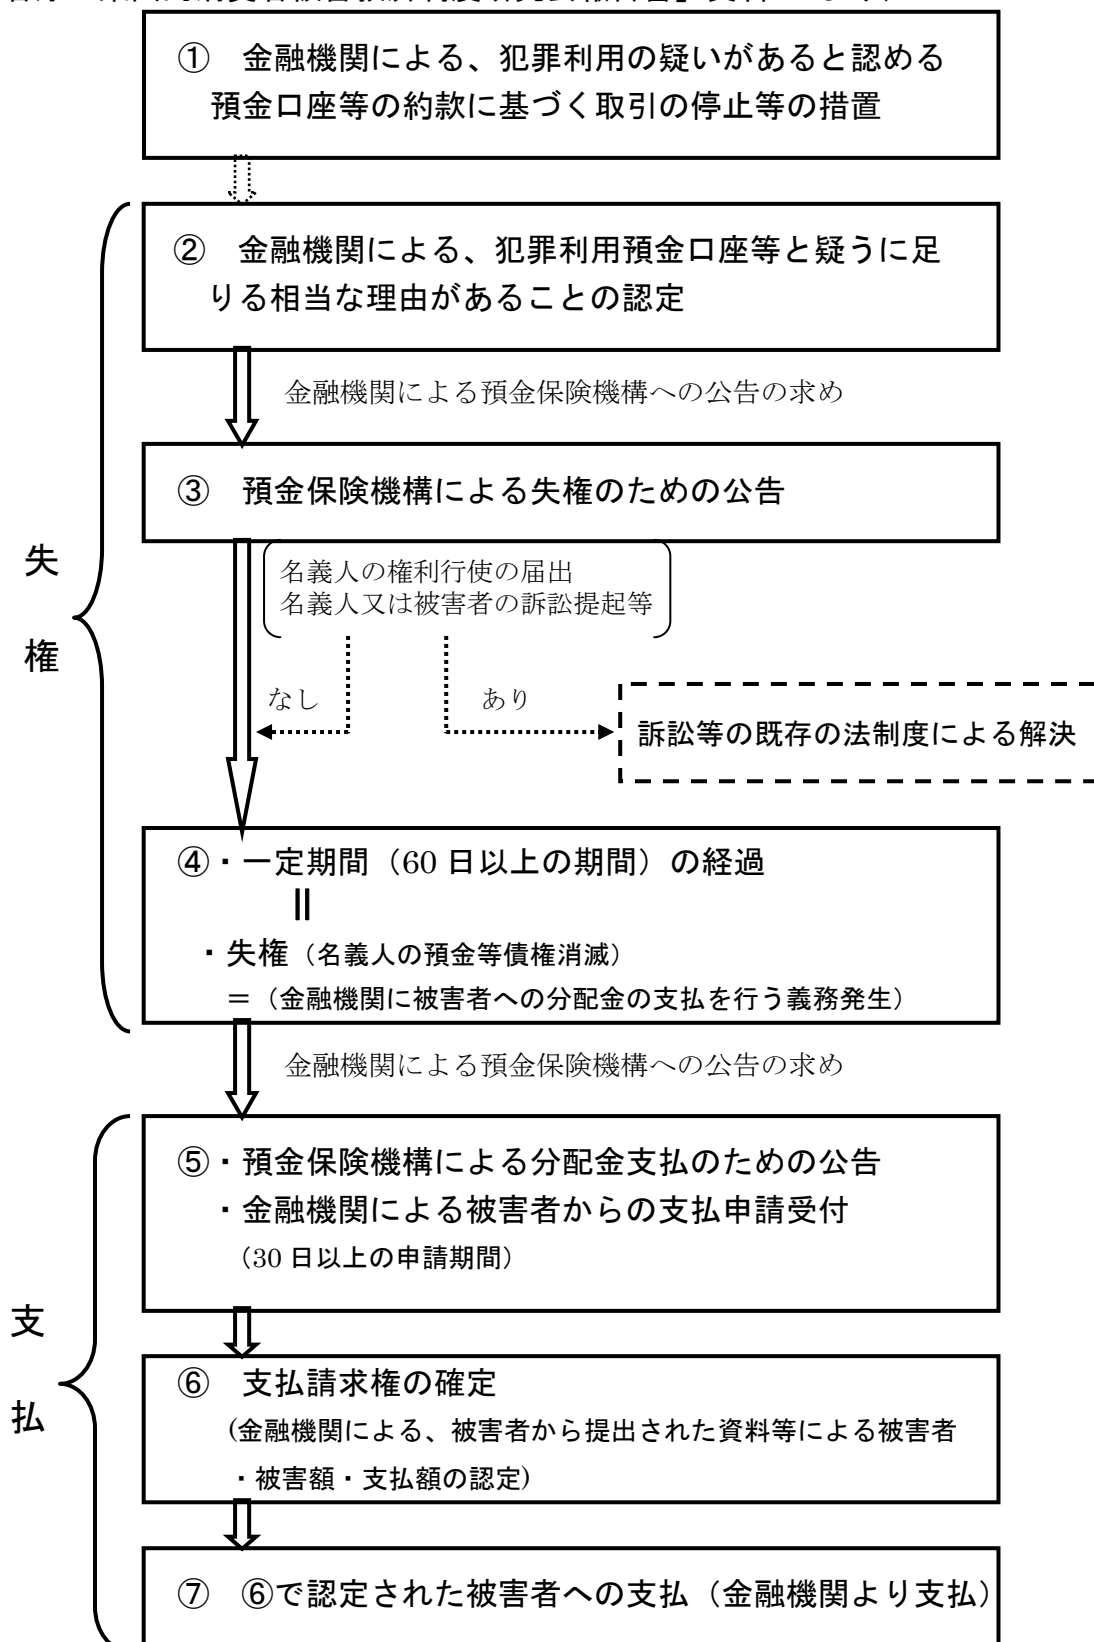 ① 金融機関による、犯罪利用の疑いがあると認める
預金口座等の約款に基づく取引の停止等の措置
失権
② 金融機関による、犯罪利用預金口座等と疑うに足
りる相当な理由があることの認定
金融機関による預金保険機構への公告の求め
③ 預金保険機構による失権のための公告
名義人の権利行使の届出
名義人又は被害者の訴訟提起等
なし
あり
訴訟等の既存の法制度による解決
④・一定期間（60 日以上の期間）の経過
||
・失権（名義人の預金等債権消滅）
＝（金融機関に被害者への分配金の支払を行う義務発生）
金融機関による預金保険機構への公告の求め
支払
⑤・預金保険機構による分配金支払のための公告
・金融機関による被害者からの支払申請受付
（30 日以上の申請期間）
⑥ 支払請求権の確定
(金融機関による、被害者から提出された資料等による被害者
・被害額・支払額の認定)
⑦ ⑥で認定された被害者への支払（金融機関より支払）